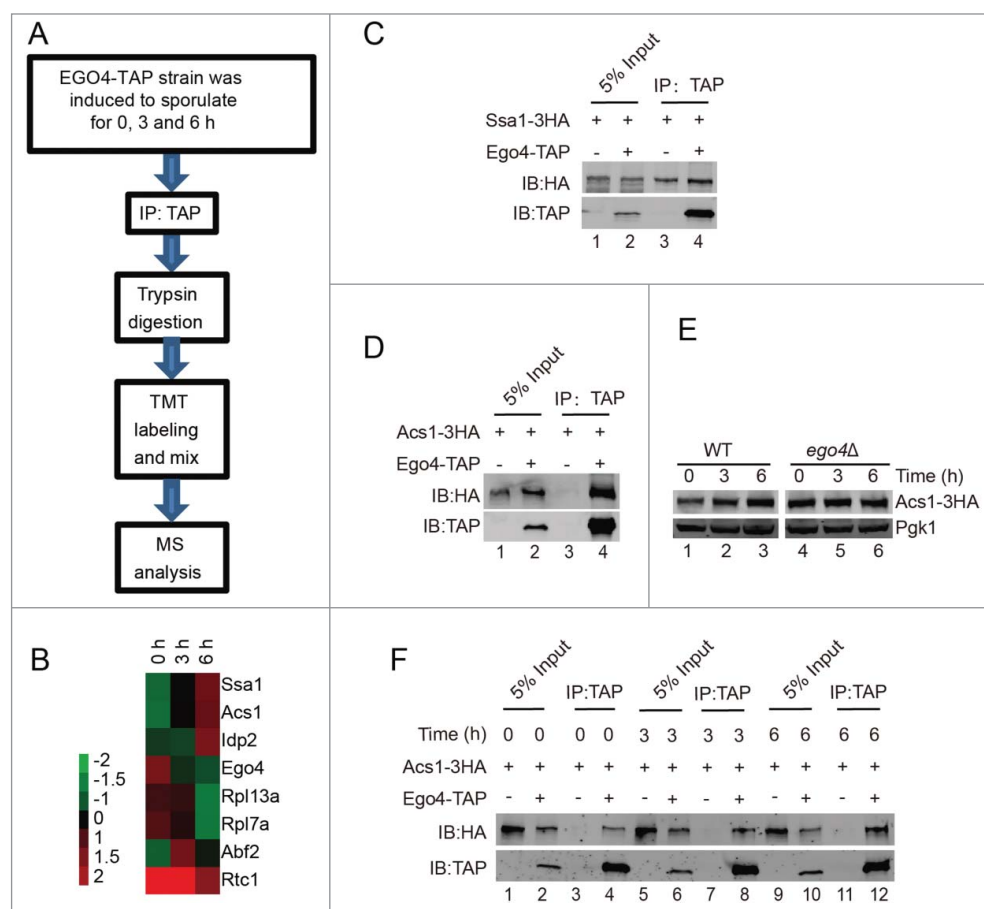 A
EGO4-TAP strain was
induced to sporulate
for 0, 3 and 6 h
IP: TAP
Trypsin
digestion
TMT
labeling
and mix
MS
analysis
B
0 h 3 h 6 h
Ssa1
Acs1
Idp2
Ego4
Rpl13a
Rpl7a
Abf2
Rtc1
-2
-1.5
-1
0
1
1.5
2
C
5% Input IP: TAP
Ssa1-3HA + + + +
Ego4-TAP - + - +
IB:HA
IB:TAP
1 2 3 4
D
5% Input IP: TAP
Acs1-3HA + + + +
Ego4-TAP - + - +
IB:HA
IB:TAP
1 2 3 4
E
WT ego4Δ
0 3 6 0 3 6 Time (h)
Acs1-3HA
Pgk1
1 2 3 4 5 6
F
5% Input IP:TAP 5% Input IP:TAP 5% Input IP:TAP
Time (h) 0 0 0 0 3 3 3 3 6 6 6 6
Acs1-3HA + + + + + + + + + + + +
Ego4-TAP - + - + - + - + - + - +
IB:HA
IB:TAP
1 2 3 4 5 6 7 8 9 10 11 12